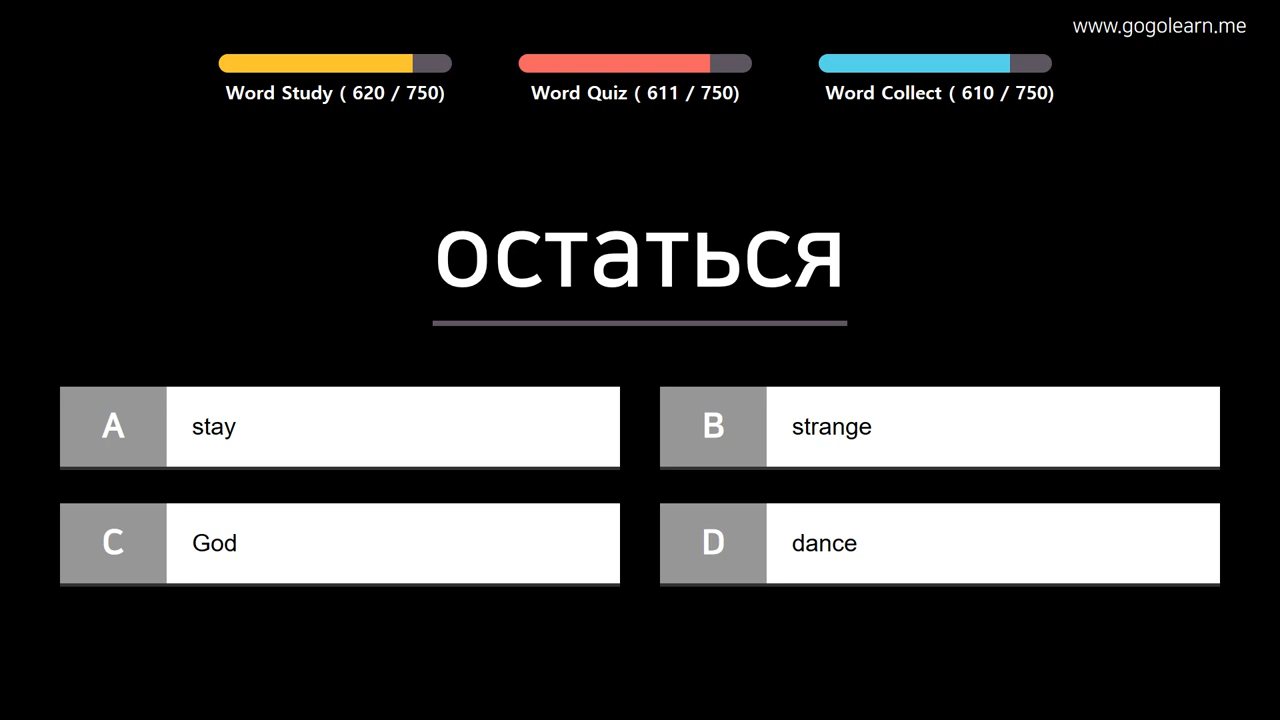 www.gogolearn.me
Word Study ( 620 / 750)
Word Quiz ( 611 / 750)
Word Collect ( 610 / 750)
остаться
A stay
B strange
C God
D dance